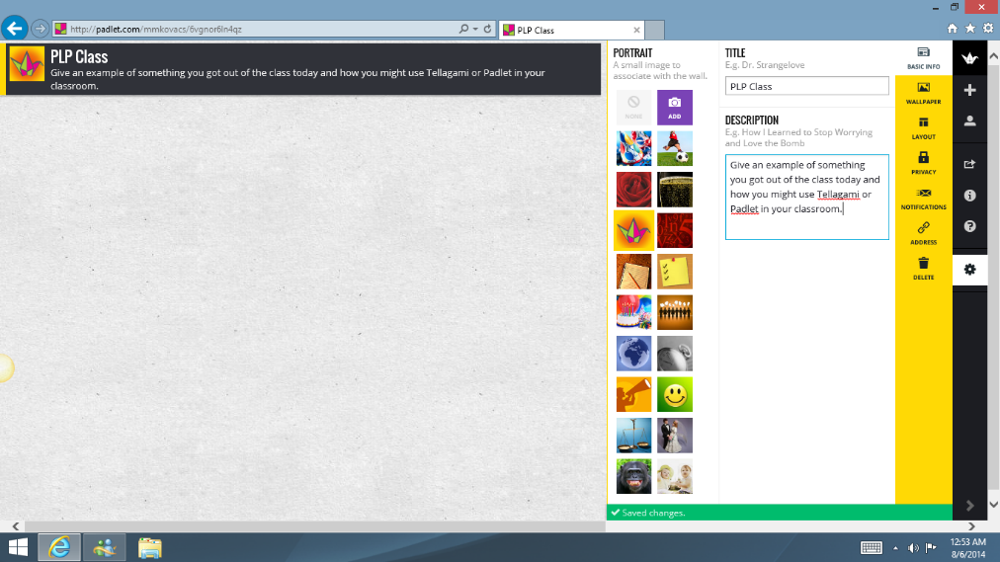 http://padlet.com/mmkovacs/6vgnor6ln4qz
PLP Class
PLP Class
Give an example of something you got out of the class today and how you might use Tellagami or Padlet in your
classroom.
PORTRAIT
A small image to
associate with the wall.
NONE
ADD
TITLE
E.g. Dr. Strangelove
PLP Class
DESCRIPTION
E.g. How I Learned to Stop Worrying
and Love the Bomb
Give an example of something
you got out of the class today and
how you might use Tellagami or
Padlet in your classroom.
BASIC INFO
WALLPAPER
LAYOUT
PRIVACY
NOTIFICATIONS
ADDRESS
DELETE
Saved changes.
12:53 AM
8/6/2014